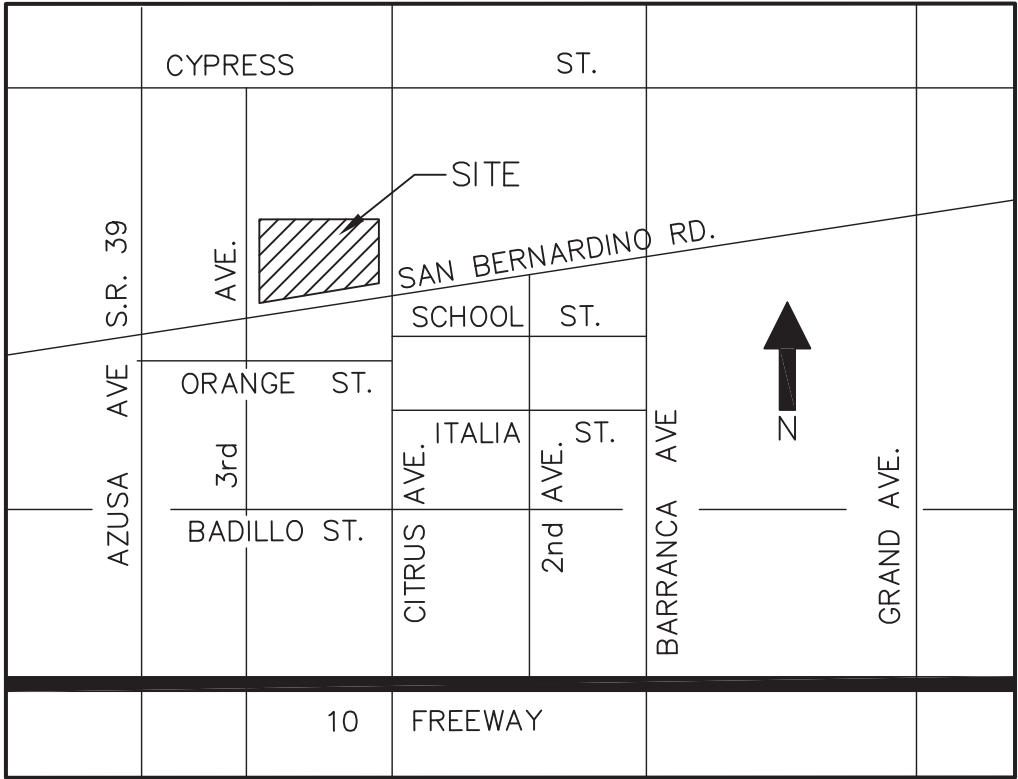 CYPRESS ST.
SITE
SAN BERNARDINO RD.
SCHOOL ST.
ORANGE ST.
ITALIA ST.
BADILLO ST.
AZUSA AVE S.R. 39
3rd AVE.
CITRUS AVE.
2nd AVE.
BARRANCA AVE
GRAND AVE.
N
10 FREEWAY